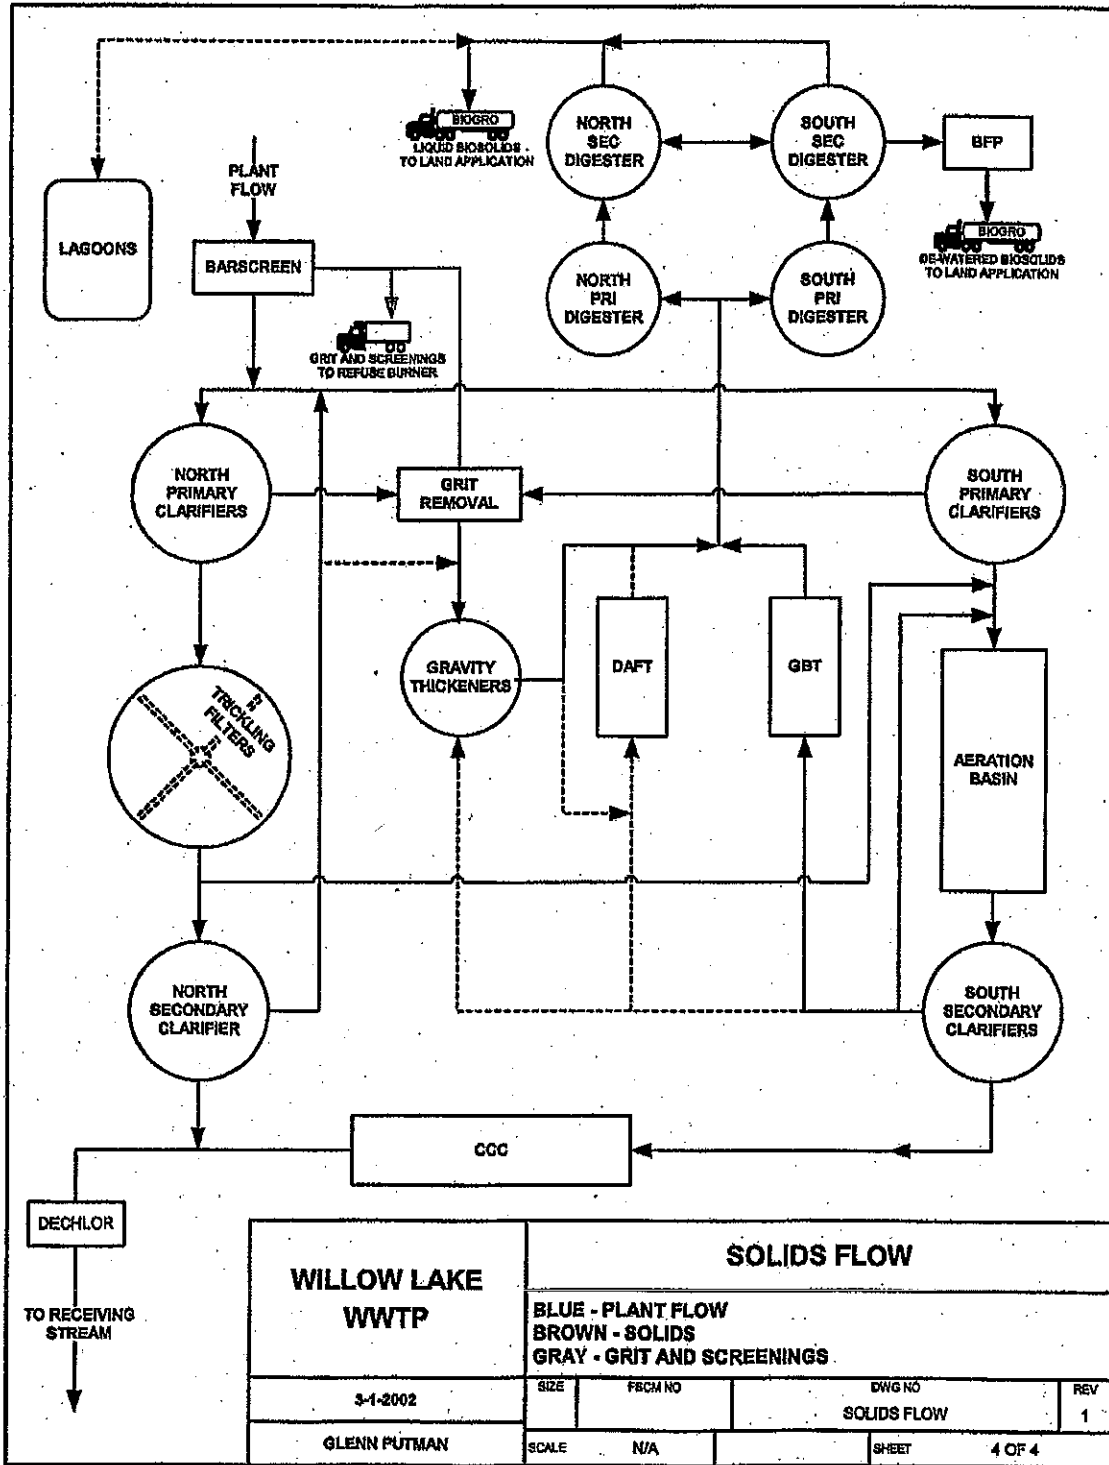 BIOGRO
LIQUID BIOSOLIDS
TO LAND APPLICATION
NORTH
SEC
DIGESTER
SOUTH
SEC
DIGESTER
BFP
PLANT
FLOW
LAGOONS
BARSCREEN
BIOGRO
DE-WATERED BIOSOLIDS
TO LAND APPLICATION
NORTH
PRI
DIGESTER
SOUTH
PRI
DIGESTER
GRIT AND SCREENINGS
TO REFUSE BURNER
NORTH
PRIMARY
CLARIFIERS
GRIT
REMOVAL
SOUTH
PRIMARY
CLARIFIERS
GRAVITY
THICKENERS
DAFT
GBT
TRICKLING
FILTERS
AERATION
BASIN
NORTH
SECONDARY
CLARIFIER
SOUTH
SECONDARY
CLARIFIERS
CCC
DECHLOR
TO RECEIVING
STREAM
WILLOW LAKE
WWTP
SOLIDS FLOW
BLUE - PLANT FLOW
BROWN - SOLIDS
GRAY - GRIT AND SCREENINGS
3-1-2002
SIZE
FSCM NO
DWG NO
SOLIDS FLOW
REV
1
GLENN PUTMAN
SCALE
N/A
SHEET
4 OF 4